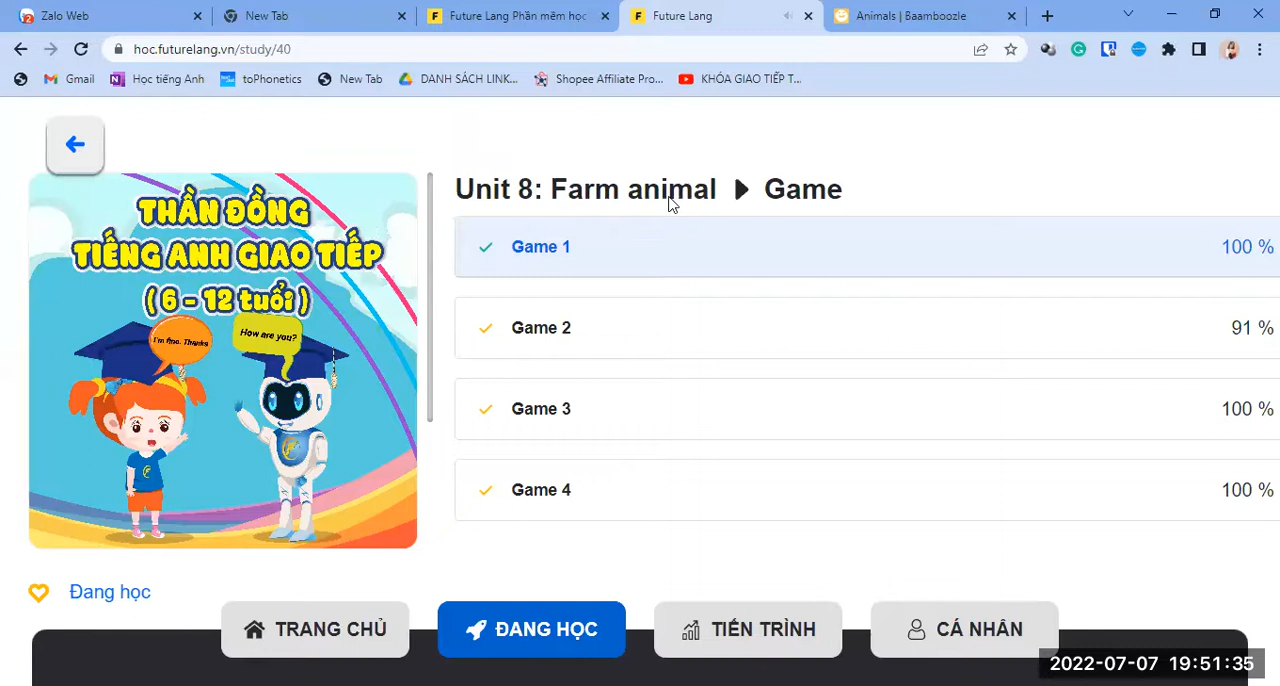 Zalo Web
New Tab
Future Lang Phần mềm học
Future Lang
Animals | Baamboozle
hoc.futurelang.vn/study/40
Gmail
Học tiếng Anh
toPhonetics
New Tab
DANH SÁCH LINK...
Shopee Affiliate Pro...
KHÓA GIAO TIẾP T...
THẦN ĐỒNG
TIẾNG ANH GIAO TIẾP
( 6 - 12 tuổi )
I'm fine. Thanks
How are you?
Unit 8: Farm animal ▶ Game
Game 1 100 %
Game 2 91 %
Game 3 100 %
Game 4 100 %
Đang học
TRANG CHỦ
ĐANG HỌC
TIẾN TRÌNH
CÁ NHÂN
2022-07-07 19:51:35